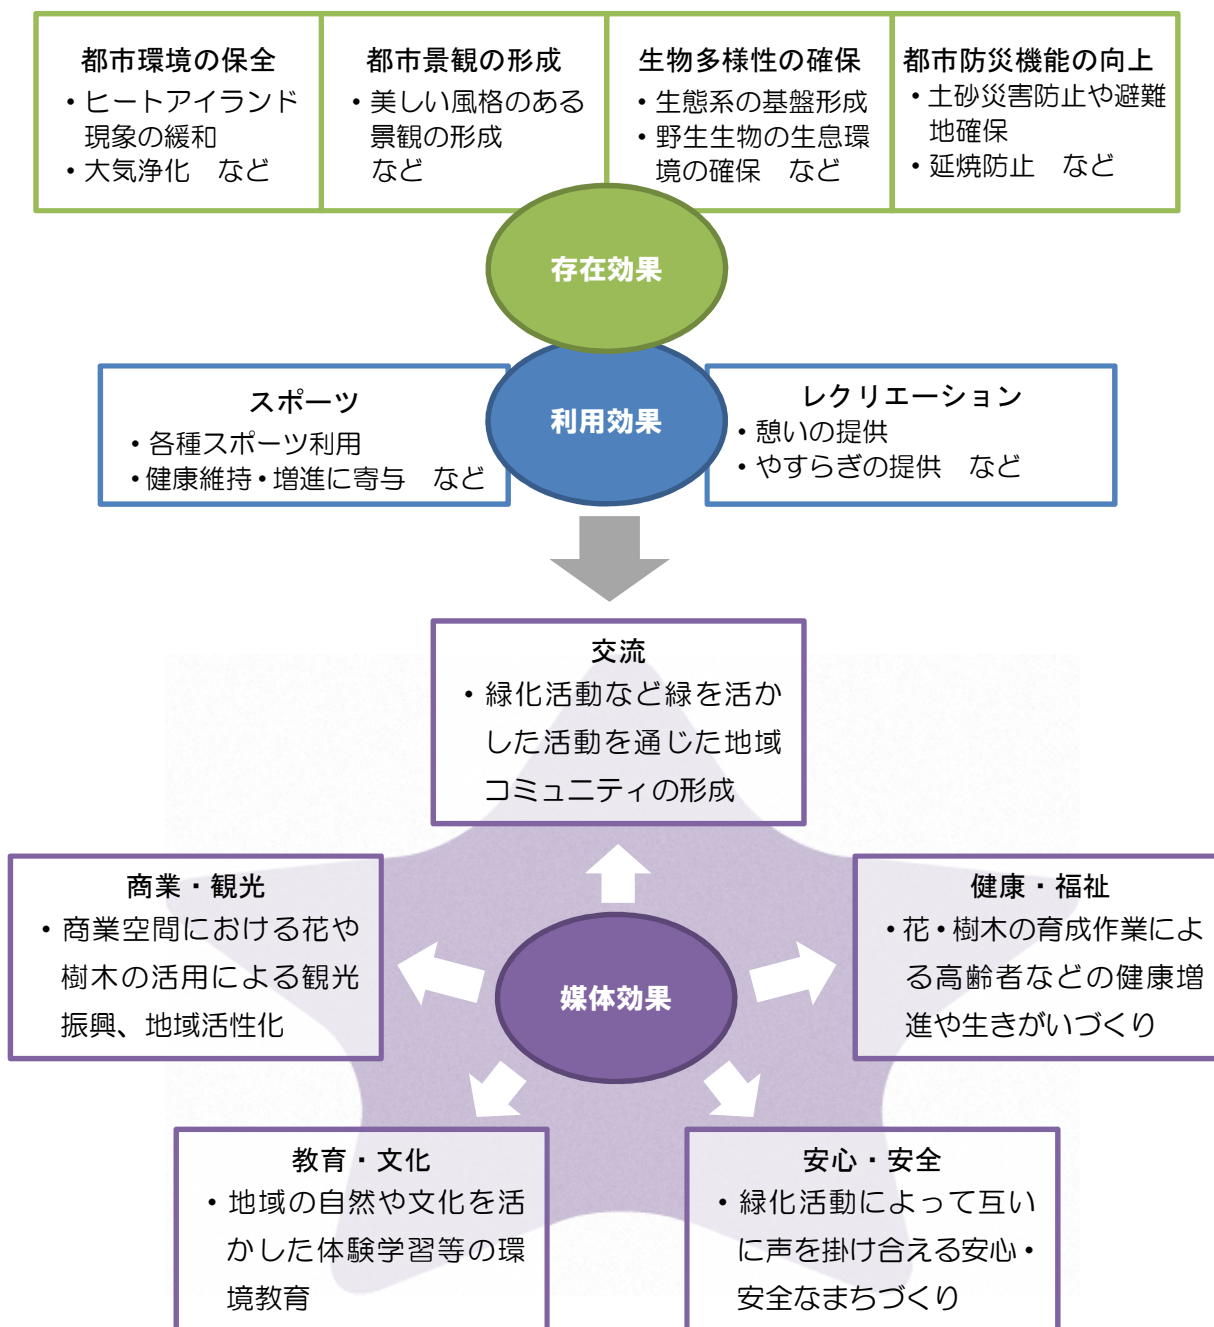 都市環境の保全
・ヒートアイランド
現象の緩和
・大気浄化　など
都市景観の形成
・美しい風格のある
景観の形成
など
生物多様性の確保
・生態系の基盤形成
・野生生物の生息環
境の確保　など
都市防災機能の向上
・土砂災害防止や避難
地確保
・延焼防止　など
存在効果
スポーツ
・各種スポーツ利用
・健康維持・増進に寄与　など
利用効果
レクリエーション
・憩いの提供
・やすらぎの提供　など
交流
・緑化活動など緑を活か
した活動を通じた地域
コミュニティの形成
商業・観光
・商業空間における花や
樹木の活用による観光
振興、地域活性化
媒体効果
健康・福祉
・花・樹木の育成作業によ
る高齢者などの健康増
進や生きがいづくり
教育・文化
・地域の自然や文化を活
かした体験学習等の環
境教育
安心・安全
・緑化活動によって互い
に声を掛け合える安心・
安全なまちづくり